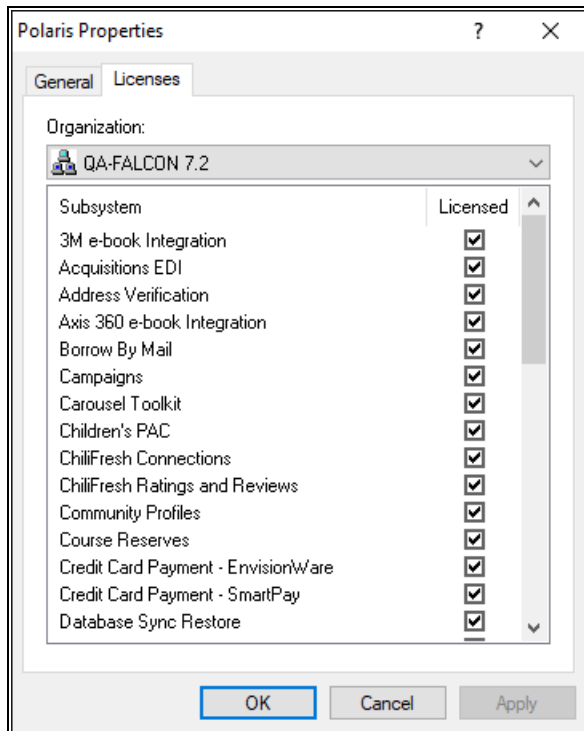 Polaris Properties ?
General Licenses
Organization:
QA-FALCON 7.2
Subsystem Licensed
3M e-book Integration
Acquisitions EDI
Address Verification
Axis 360 e-book Integration
Borrow By Mail
Campaigns
Carousel Toolkit
Children's PAC
ChiliFresh Connections
ChiliFresh Ratings and Reviews
Community Profiles
Course Reserves
Credit Card Payment - EnvisionWare
Credit Card Payment - SmartPay
Database Sync Restore
OK Cancel Apply